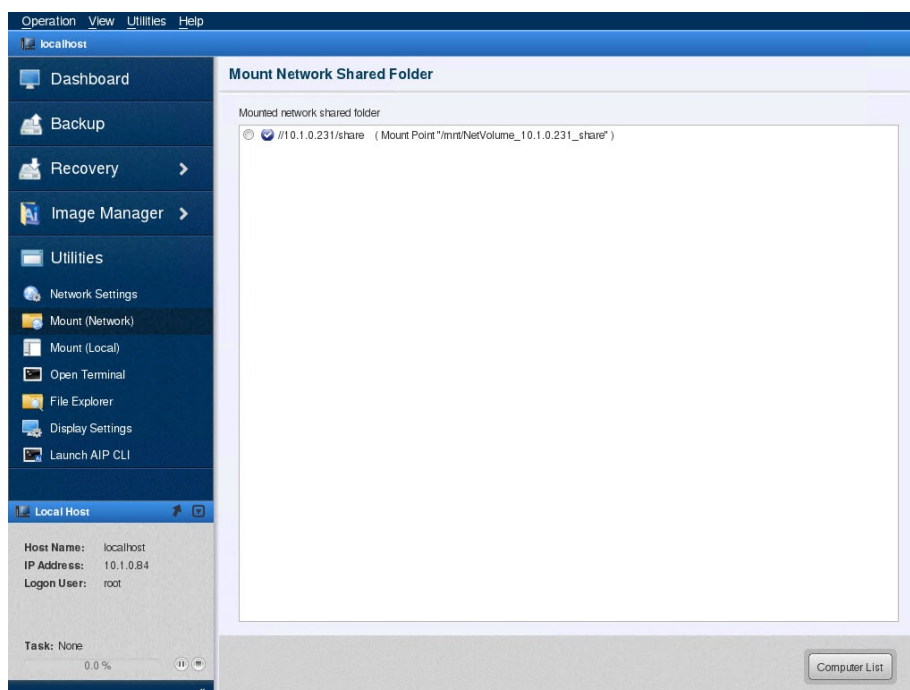 Operation View Utilities Help
localhost
Dashboard
Backup
Recovery
Image Manager
Utilities
Network Settings
Mount (Network)
Mount (Local)
Open Terminal
File Explorer
Display Settings
Launch AIP CLI
Local Host
Host Name: localhost
IP Address: 10.1.0.84
Logon User: root
Task: None
0.0 %
Mount Network Shared Folder
Mounted network shared folder
//10.1.0.231/share ( Mount Point "/mnt/NetVolume_10.1.0.231_share" )
Computer List